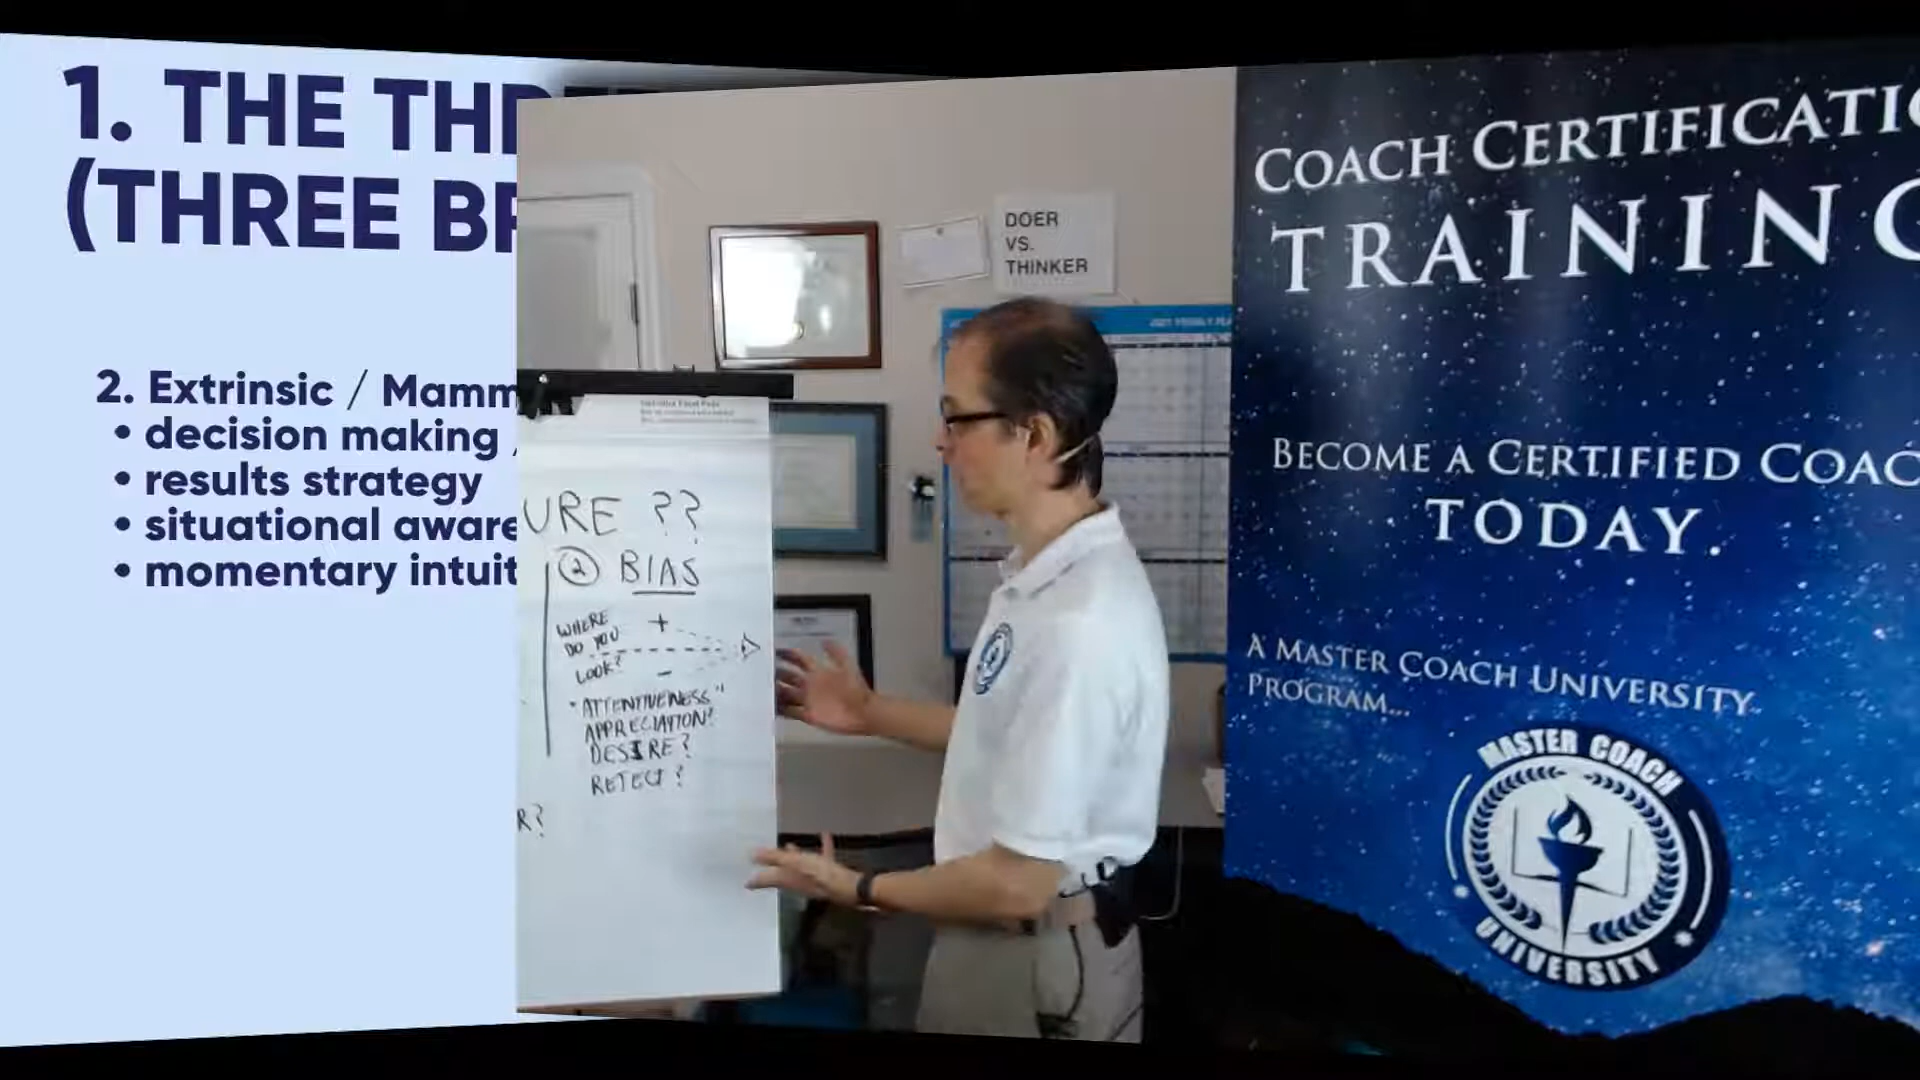 1. THE THR
(THREE BR
2. Extrinsic / Mamm
• decision making /
• results strategy
• situational aware
• momentary intuit
DOER
VS.
THINKER
URE ??
② BIAS
WHERE
DO YOU
LOOK?
+
-
"ATTENTIVENESS"
APPRECIATION?
DESIRE?
REJECT?
R?
COACH CERTIFICATIO
TRAINING
BECOME A CERTIFIED COAC
TODAY.
A MASTER COACH UNIVERSITY
PROGRAM...
MASTER COACH
UNIVERSITY